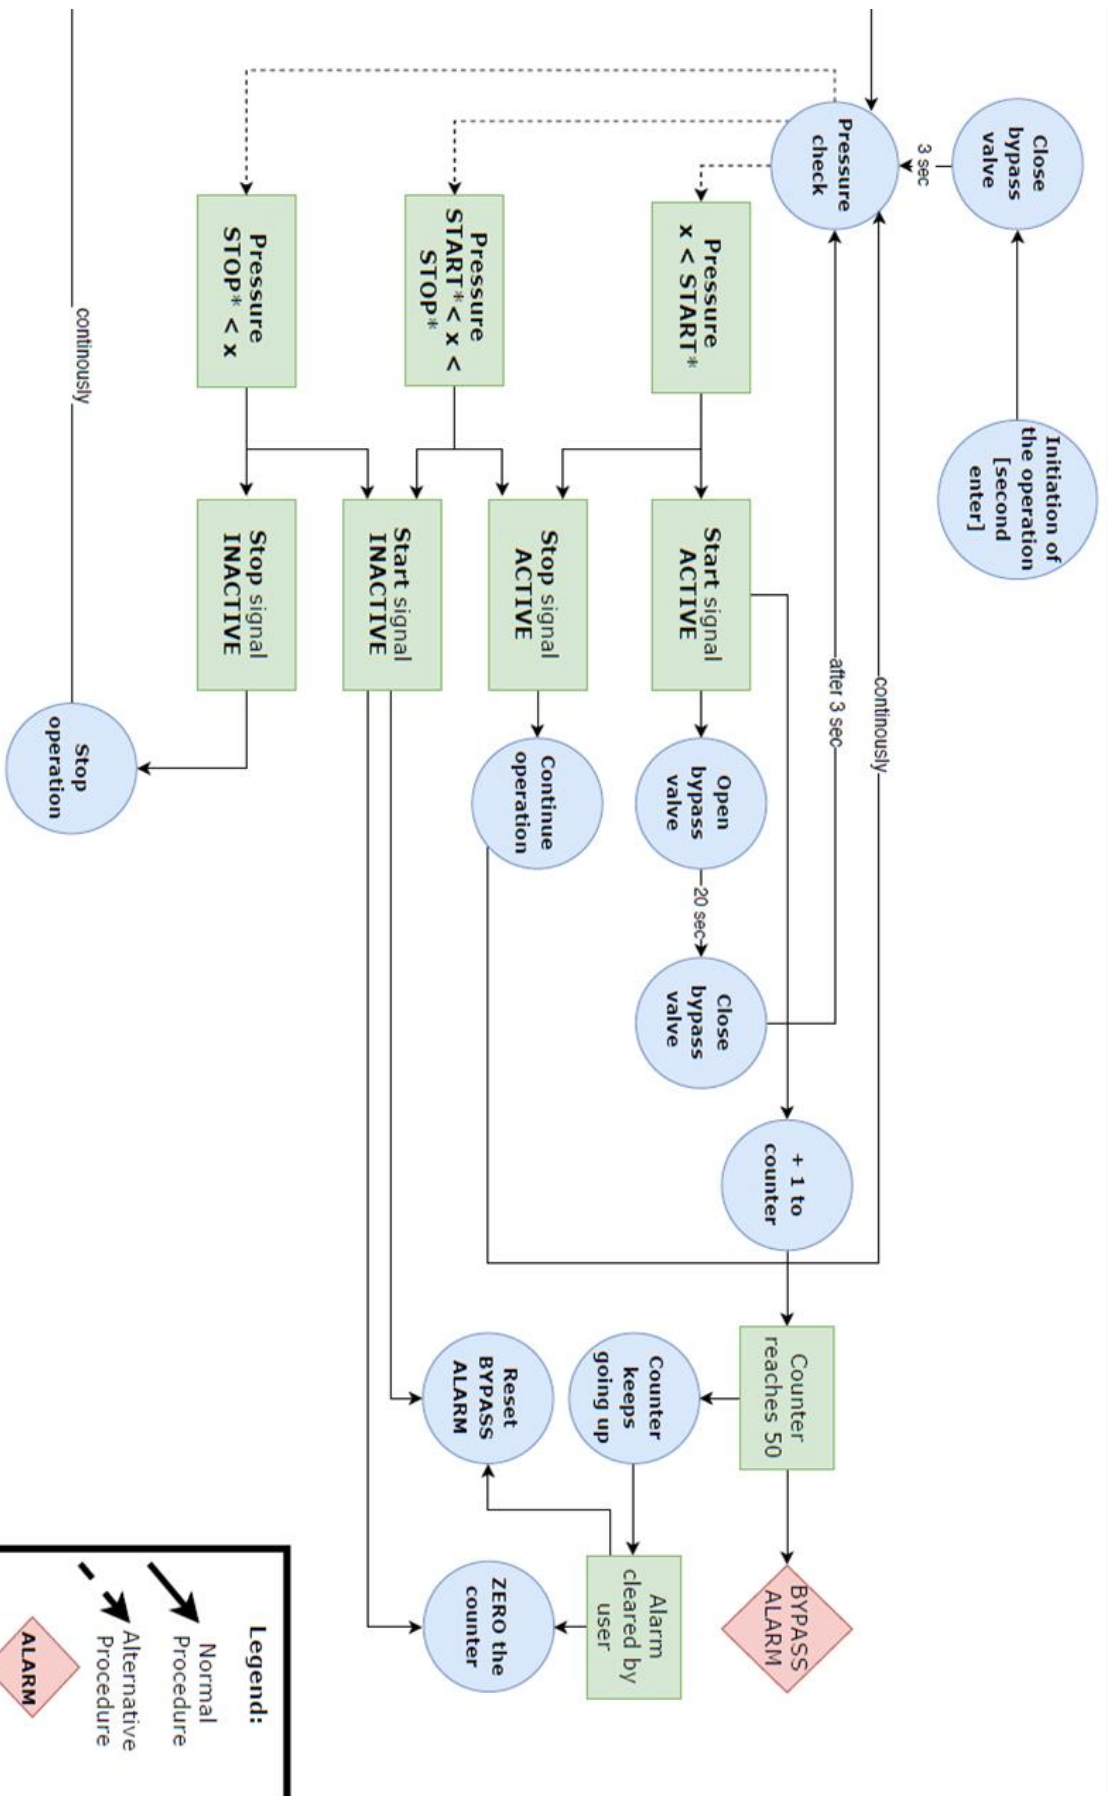 Initiation of
the operation
[second
enter]
Close
bypass
valve
3 sec
Pressure
check
continously
after 3 sec
Pressure
x < START*
Start signal
ACTIVE
Open
bypass
valve
20 sec
Close
bypass
valve
+ 1 to
counter
Counter
reaches 50
BYPASS
ALARM
Counter
keeps
going up
Alarm
cleared by
user
Pressure
START* < x <
STOP*
Stop signal
ACTIVE
Continue
operation
Reset
BYPASS
ALARM
ZERO the
counter
Start signal
INACTIVE
Pressure
STOP* < x
Stop signal
INACTIVE
Stop
operation
continously
Legend:
Normal
Procedure
Alternative
Procedure
ALARM